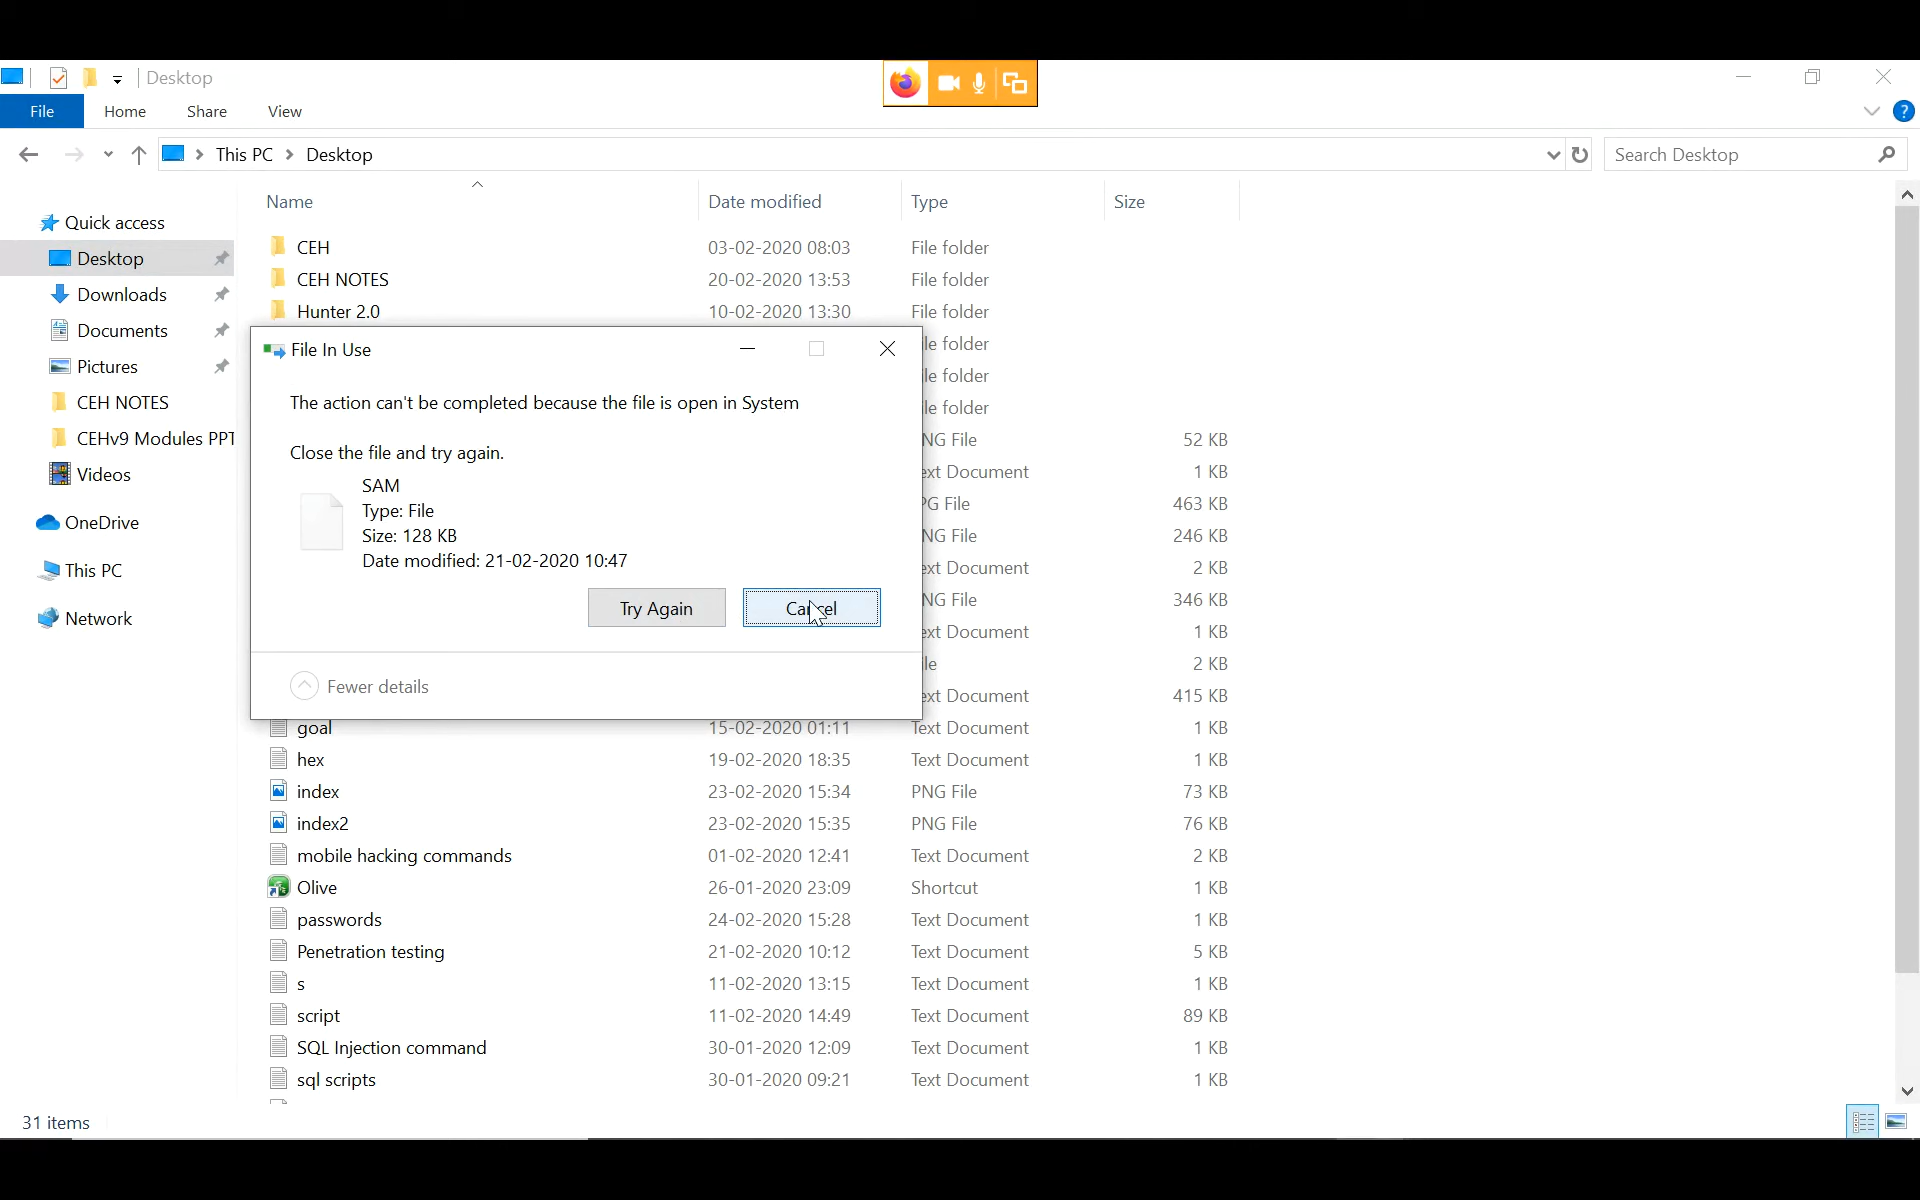 Desktop
File Home Share View
?
This PC Desktop
Search Desktop
Name Date modified Type Size
Quick access
Desktop
Downloads
Documents
Pictures
CEH NOTES
CEHv9 Modules PPT
Videos
OneDrive
This PC
Network
CEH 03-02-2020 08:03 File folder
CEH NOTES 20-02-2020 13:53 File folder
Hunter 2.0 10-02-2020 13:30 File folder
le folder
le folder
le folder
NG File 52 KB
ext Document 1 KB
PG File 463 KB
NG File 246 KB
ext Document 2 KB
NG File 346 KB
ext Document 1 KB
ile 2 KB
ext Document 415 KB
File In Use
The action can't be completed because the file is open in System
Close the file and try again.
SAM
Type: File
Size: 128 KB
Date modified: 21-02-2020 10:47
Try Again Cancel
Fewer details
goal 15-02-2020 01:11 Text Document 1 KB
hex 19-02-2020 18:35 Text Document 1 KB
index 23-02-2020 15:34 PNG File 73 KB
index2 23-02-2020 15:35 PNG File 76 KB
mobile hacking commands 01-02-2020 12:41 Text Document 2 KB
Olive 26-01-2020 23:09 Shortcut 1 KB
passwords 24-02-2020 15:28 Text Document 1 KB
Penetration testing 21-02-2020 10:12 Text Document 5 KB
s 11-02-2020 13:15 Text Document 1 KB
script 11-02-2020 14:49 Text Document 89 KB
SQL Injection command 30-01-2020 12:09 Text Document 1 KB
sql scripts 30-01-2020 09:21 Text Document 1 KB
31 items